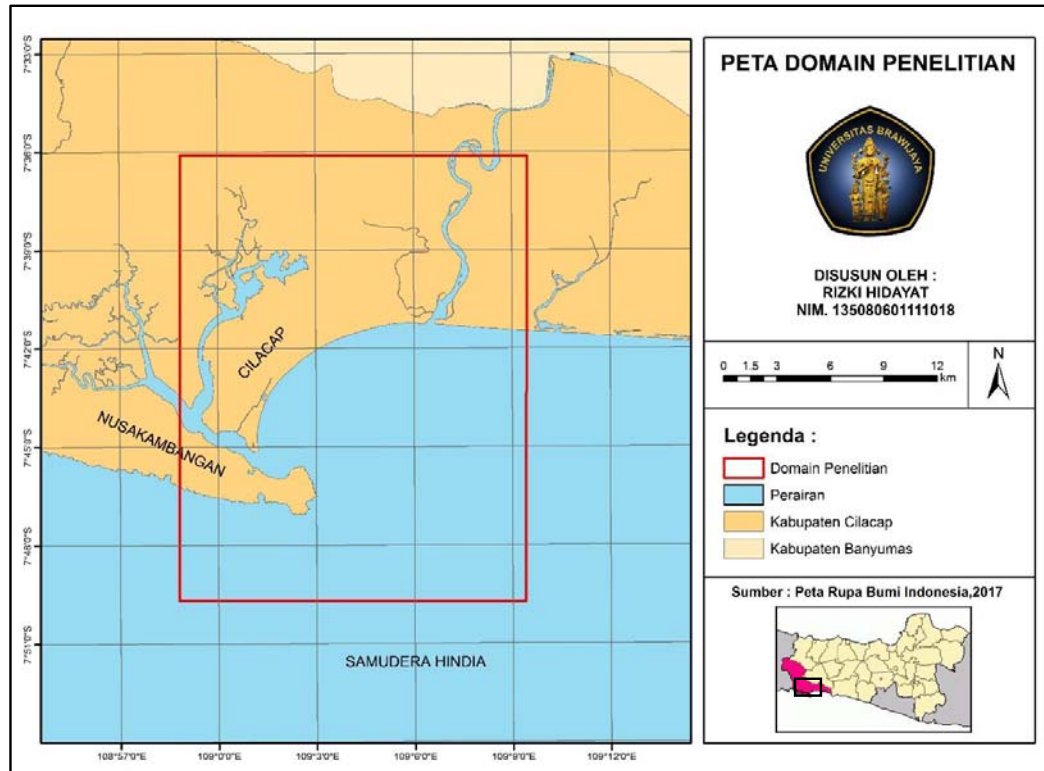 PETA DOMAIN PENELITIAN
UNIVERSITAS BRAWIJAYA
DISUSUN OLEH :
RIZKI HIDAYAT
NIM. 135080601111018
0 1.5 3 6 9 12
km
N
Legenda :
Domain Penelitian
Perairan
Kabupaten Cilacap
Kabupaten Banyumas
Sumber : Peta Rupa Bumi Indonesia,2017
7°33'0"S
7°36'0"S
7°39'0"S
7°42'0"S
7°45'0"S
7°48'0"S
7°51'0"S
CILACAP
NUSAKAMBANGAN
SAMUDERA HINDIA
108°57'0"E
109°0'0"E
109°3'0"E
109°6'0"E
109°9'0"E
109°12'0"E